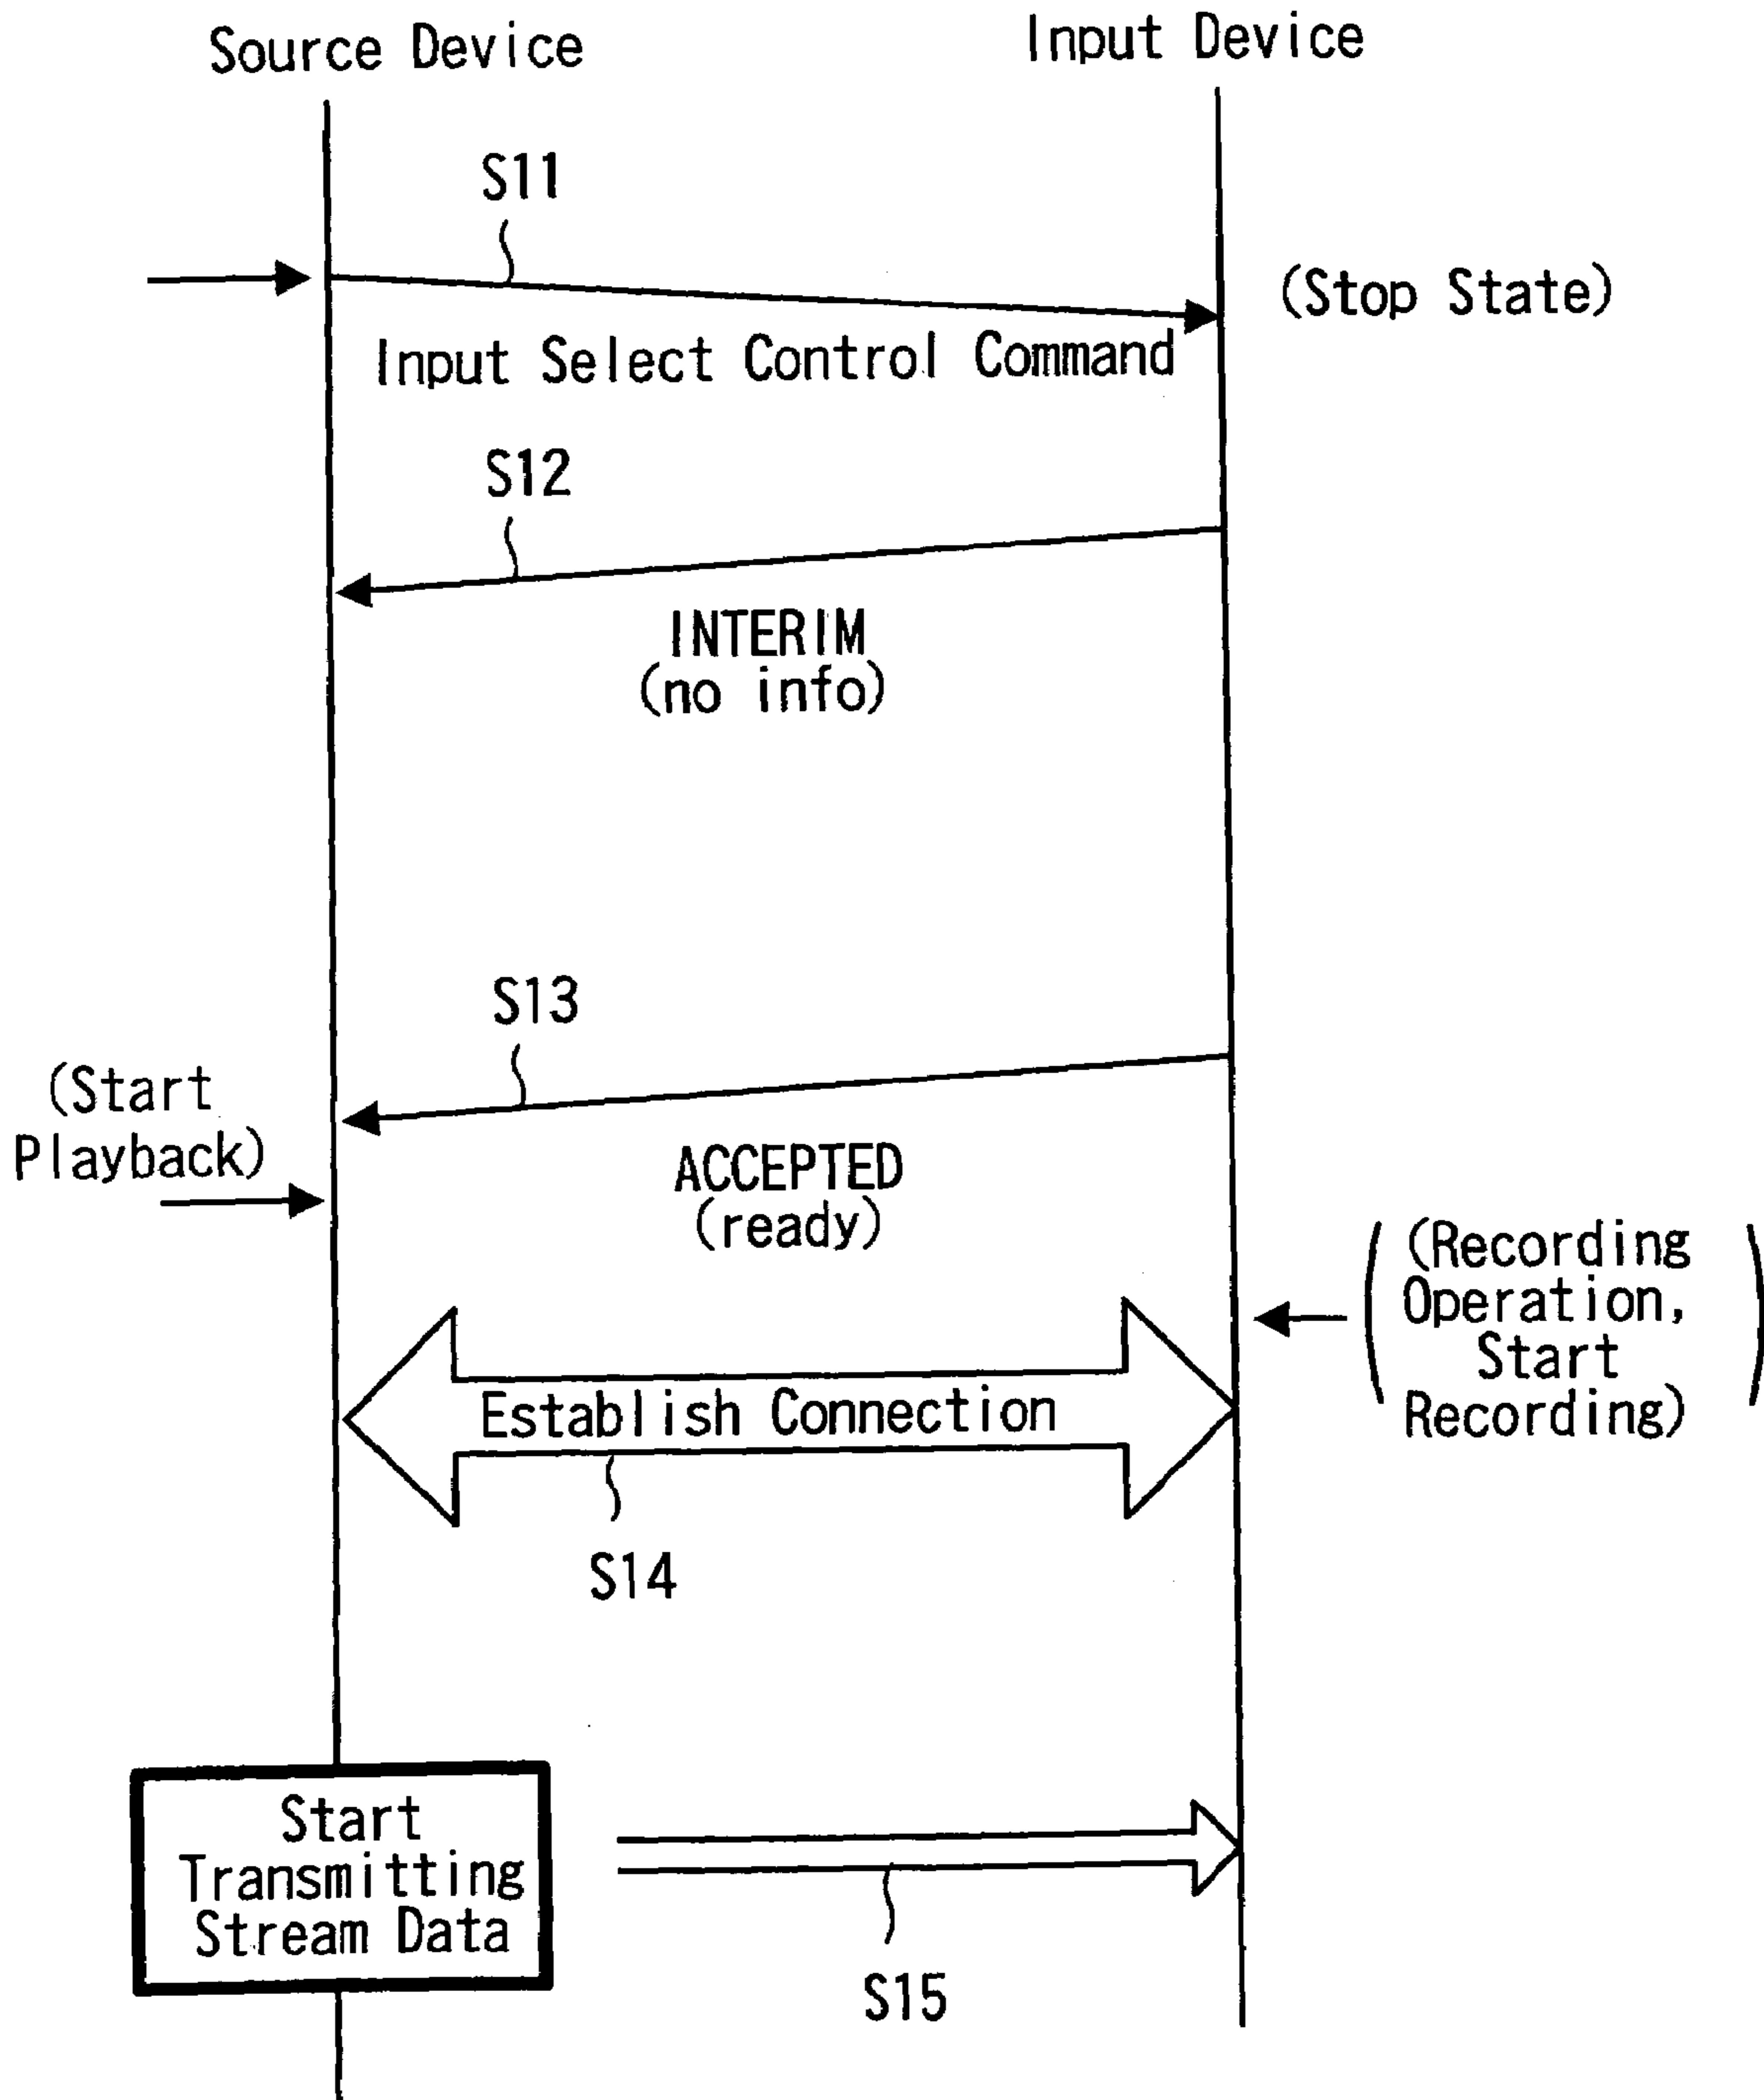 Source Device
Input Device
S11
(Stop State)
Input Select Control Command
S12
INTERIM
(no info)
S13
(Start
Playback)
ACCEPTED
(ready)
(Recording
Operation,
Start
Recording)
Establish Connection
S14
Start
Transmitting
Stream Data
S15